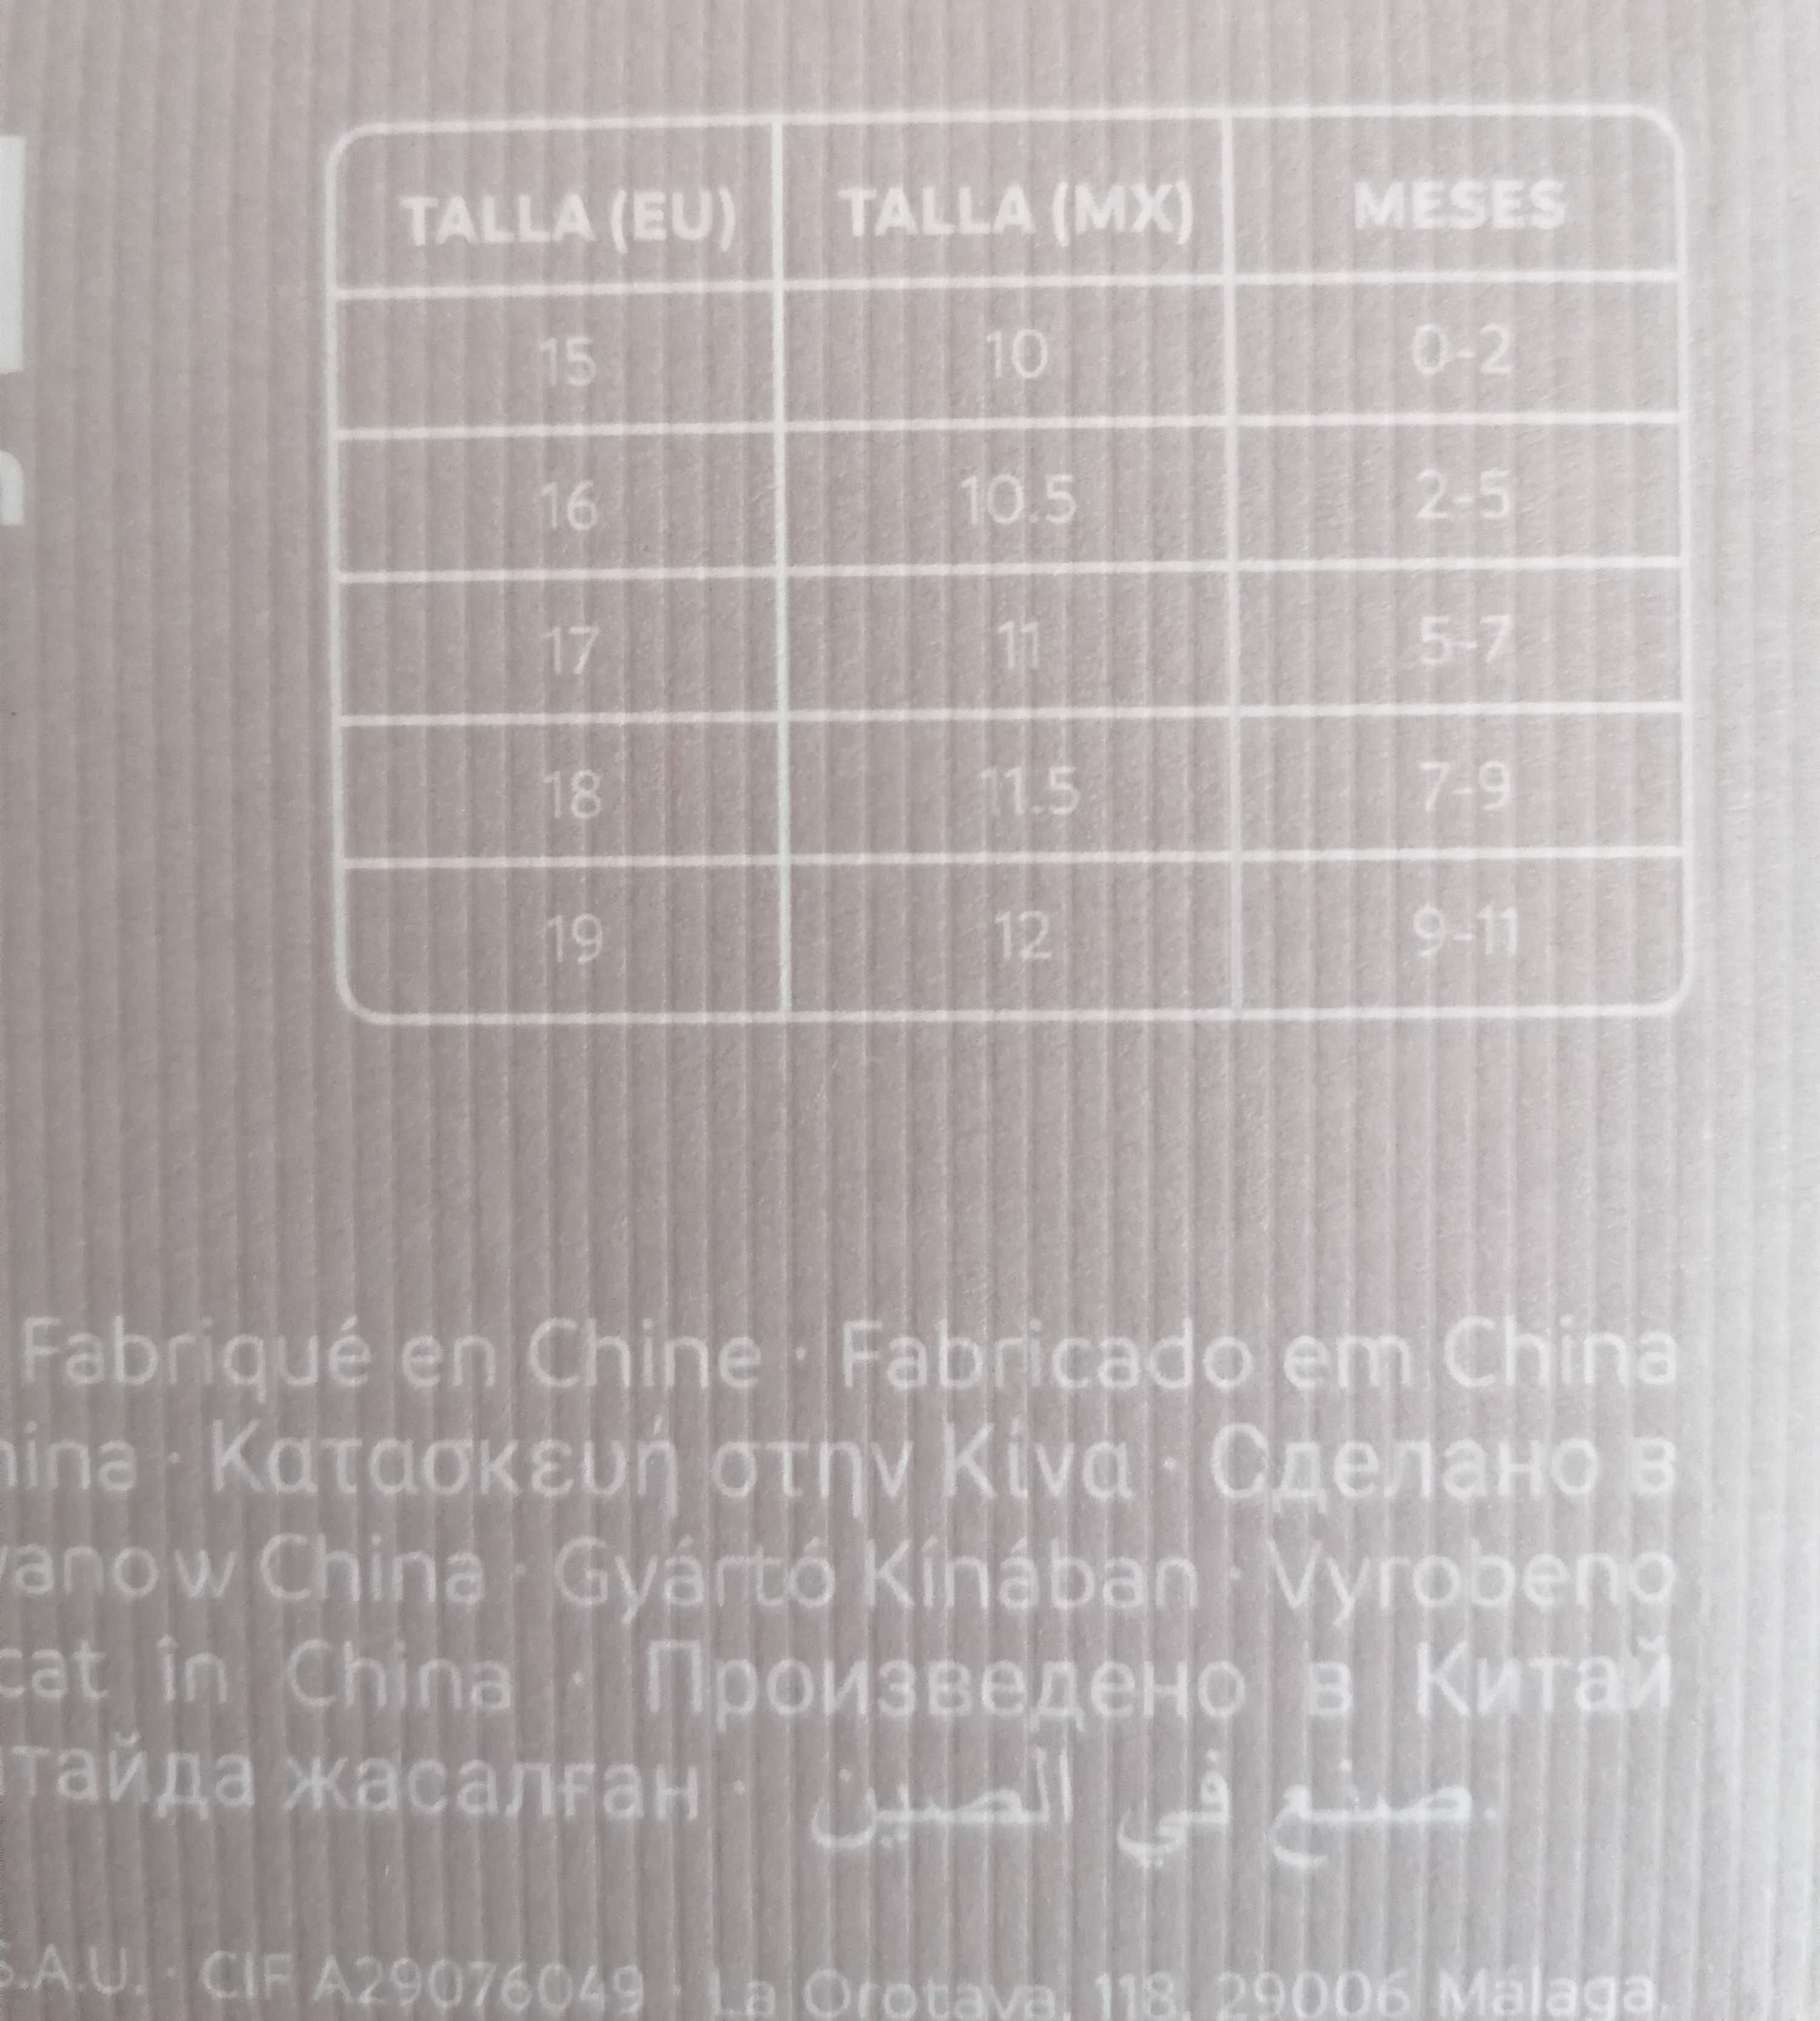 TALLA (EU) TALLA (MX) MESES
15 10 0-2
16 10.5 2-5
17 11 5-7
18 11.5 7-9
19 12 9-11
Fabriqué en Chine · Fabricado em China
· Κατασκευή στην Κίνα · Сделано в
w China · Gyártó Kínában · Vyrobeno
în China · Произведено в Китай
жасалған · صنع في الصين.
S.A.U. · CIF A29076049 · La Orotava, 118, 29006 Málaga.